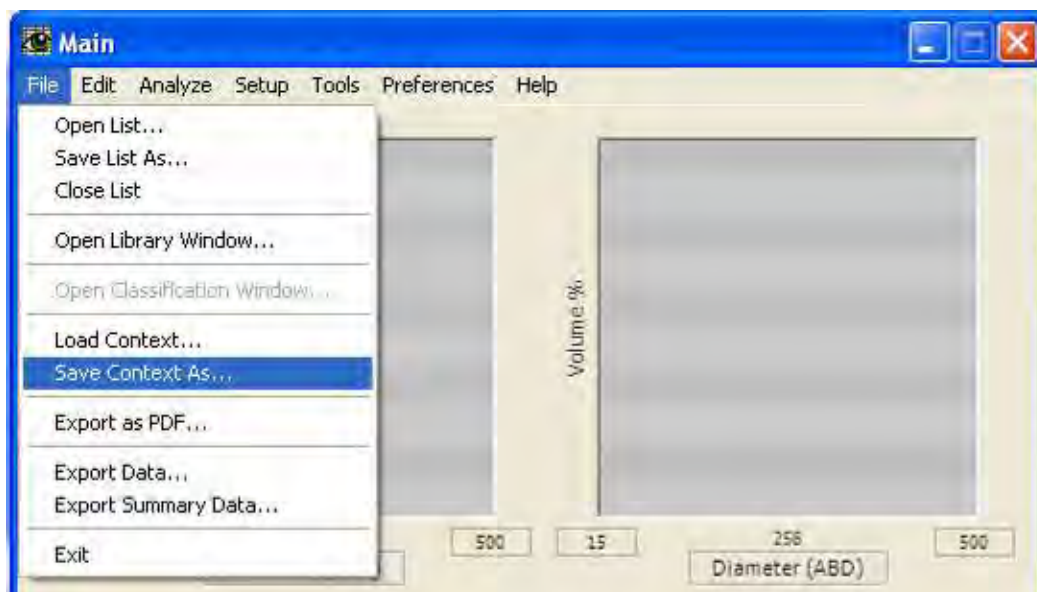 Main
File Edit Analyze Setup Tools Preferences Help
Open List...
Save List As...
Close List
Open Library Window...
Open Classification Window...
Load Context...
Save Context As...
Export as PDF...
Export Data...
Export Summary Data...
Exit
Volume %
500
15 256 500
Diameter (ABD)